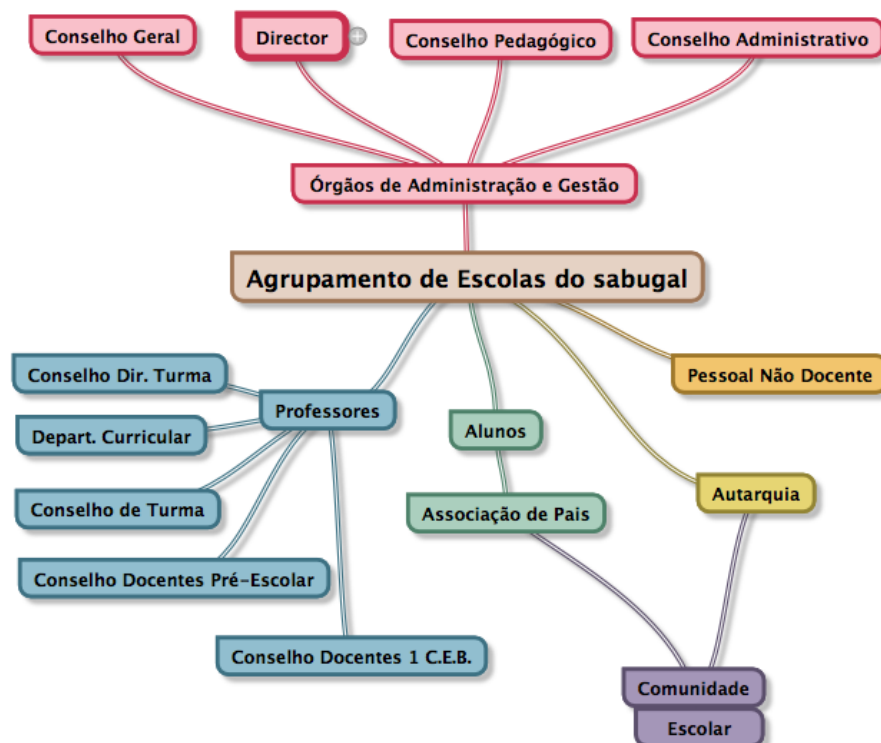 Conselho Geral
Director
Conselho Pedagógico
Conselho Administrativo
Órgãos de Administração e Gestão
Agrupamento de Escolas do sabugal
Conselho Dir. Turma
Professores
Pessoal Não Docente
Depart. Curricular
Alunos
Conselho de Turma
Associação de Pais
Autarquia
Conselho Docentes Pré-Escolar
Conselho Docentes 1 C.E.B.
Comunidade
Escolar